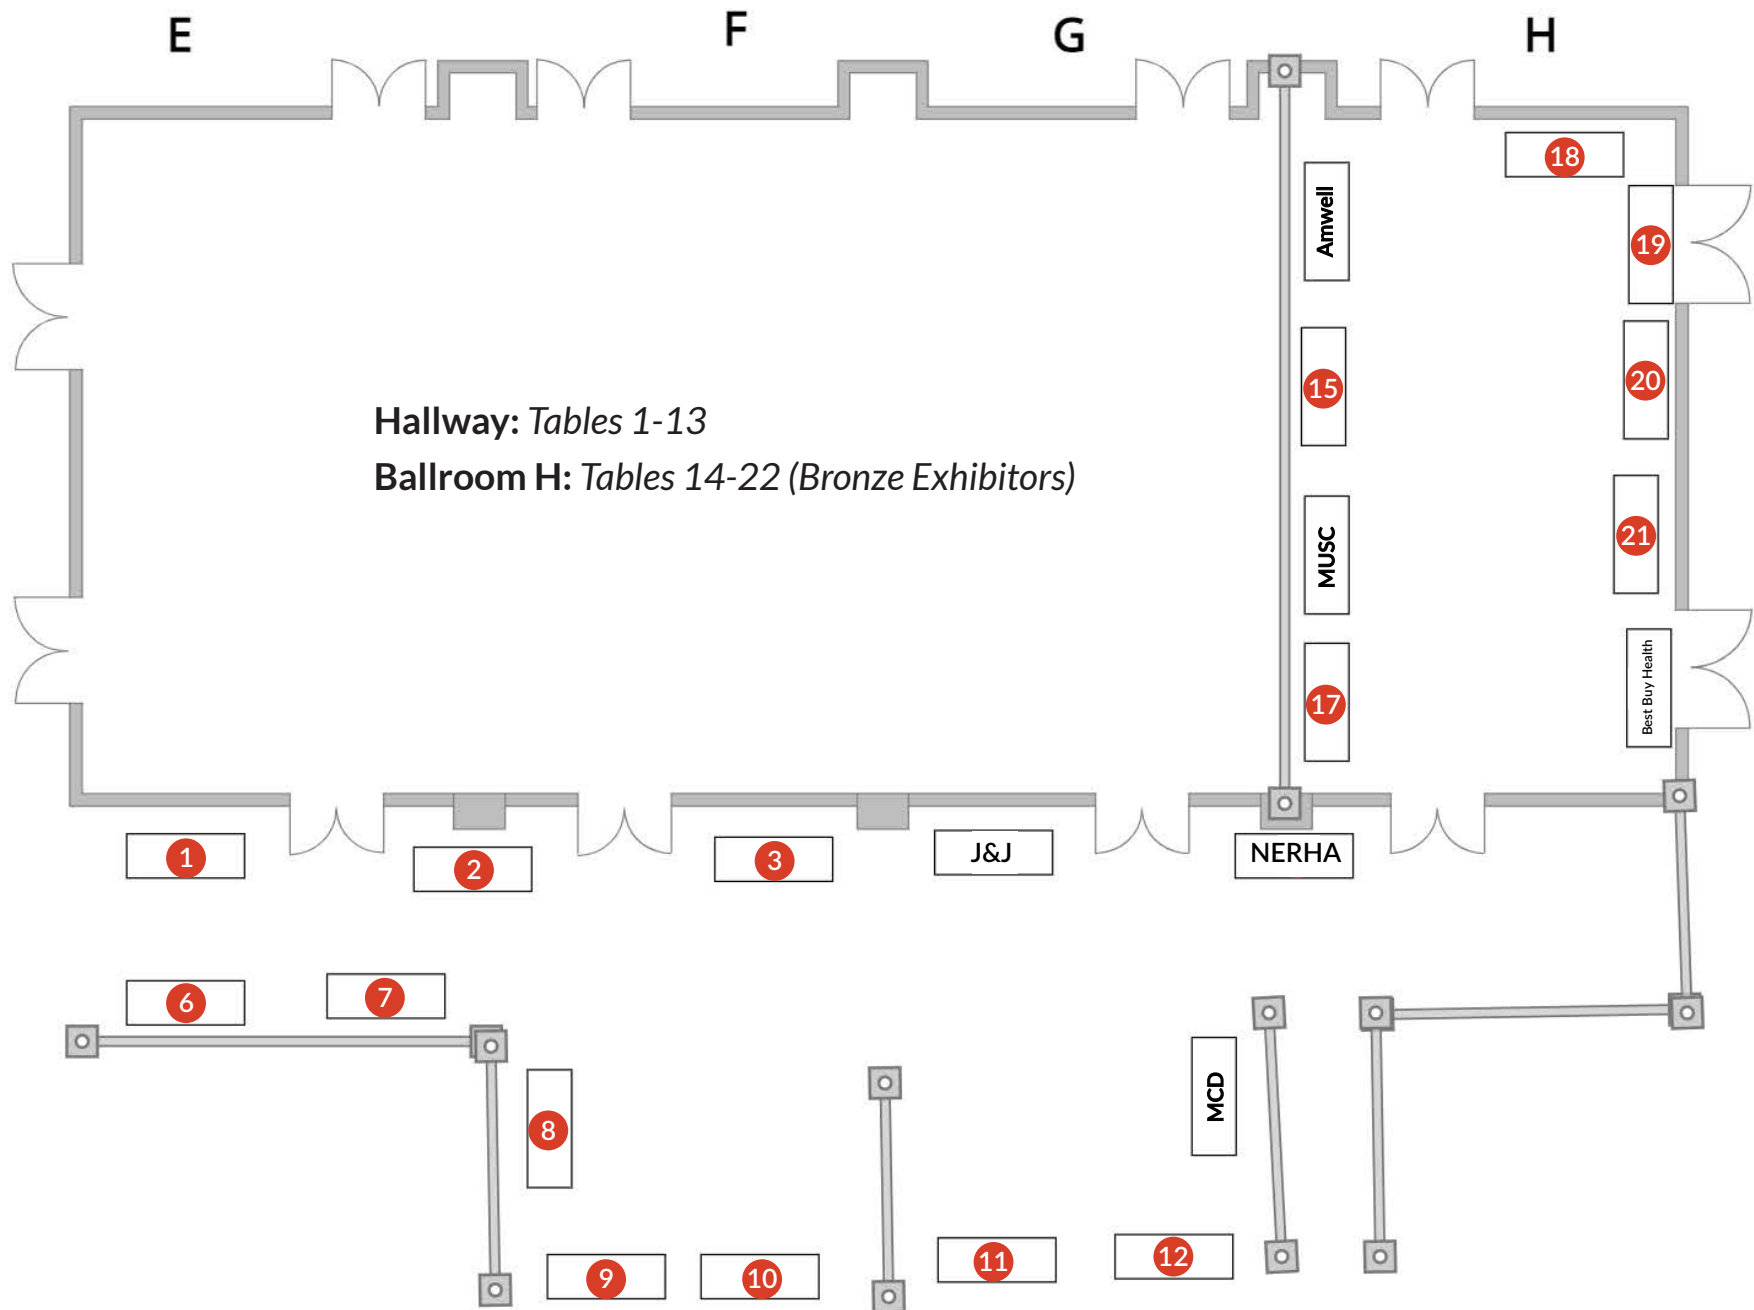 E
F
G
H
18
Amwell
19
15
20
Hallway: Tables 1-13
Ballroom H: Tables 14-22 (Bronze Exhibitors)
MUSC
21
17
Best Buy Health
1
2
3
J&J
NERHA
6
7
8
MCD
9
10
11
12